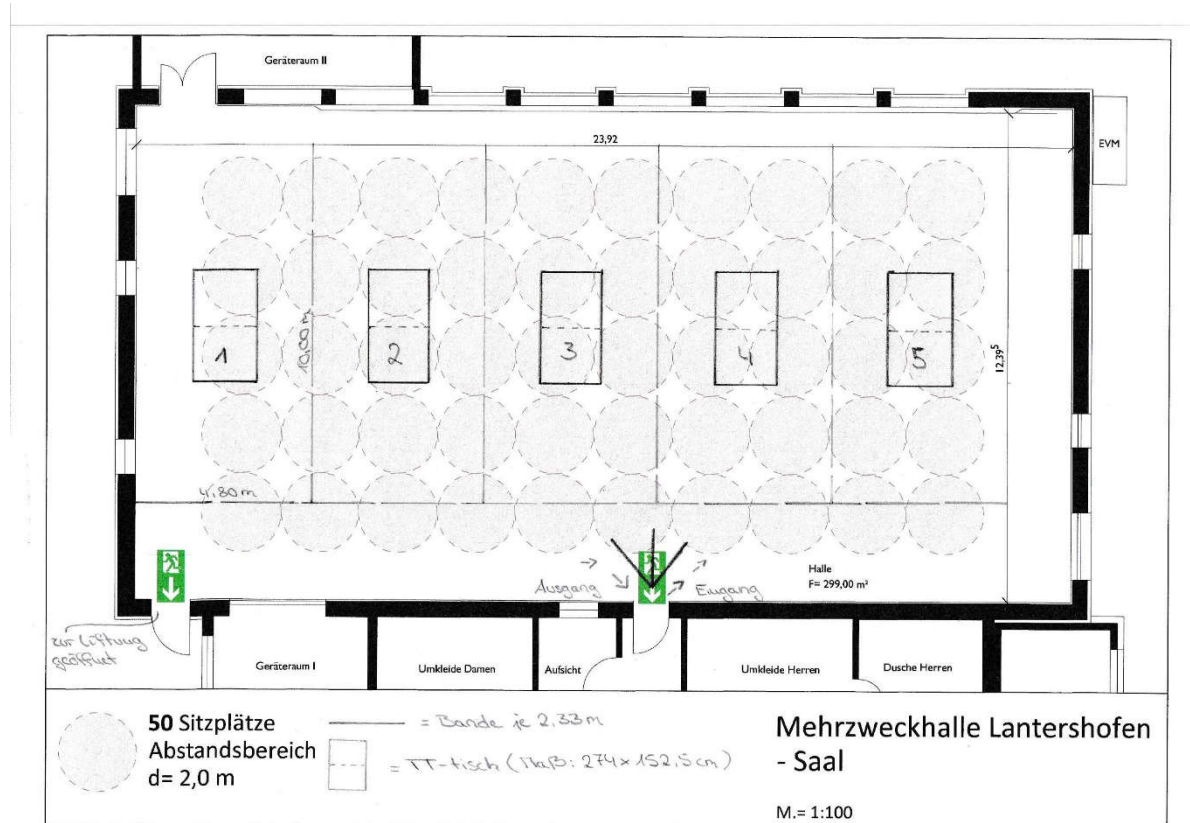 Geräteraum II
EVM
23,92
12,39⁵
10,00 m
1
2
3
4
5
4,80 m
Halle
F= 299,00 m²
Ausgang
Eingang
zur Lüftung
geöffnet
Geräteraum I
Umkleide Damen
Aufsicht
Umkleide Herren
Dusche Herren
50 Sitzplätze
Abstandsbereich
d= 2,0 m
= Bande je 2,33m
= TT-tisch (Maß: 274 x 152,5 cm)
Mehrzweckhalle Lantershofen
- Saal
M.= 1:100